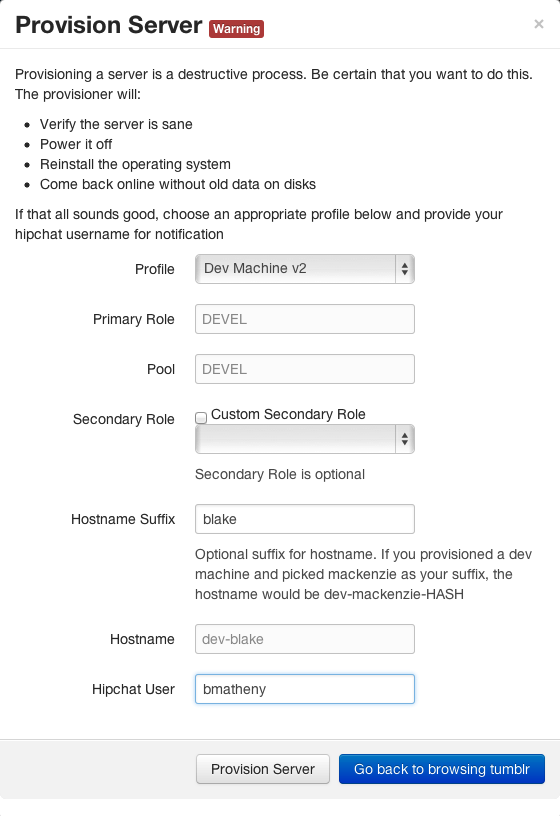 Provision Server Warning ×
Provisioning a server is a destructive process. Be certain that you want to do this.
The provisioner will:
• Verify the server is sane
• Power it off
• Reinstall the operating system
• Come back online without old data on disks
If that all sounds good, choose an appropriate profile below and provide your
hipchat username for notification
Profile Dev Machine v2
Primary Role DEVEL
Pool DEVEL
Secondary Role Custom Secondary Role
Secondary Role is optional
Hostname Suffix blake
Optional suffix for hostname. If you provisioned a dev
machine and picked mackenzie as your suffix, the
hostname would be dev-mackenzie-HASH
Hostname dev-blake
Hipchat User bmatheny
Provision Server Go back to browsing tumblr